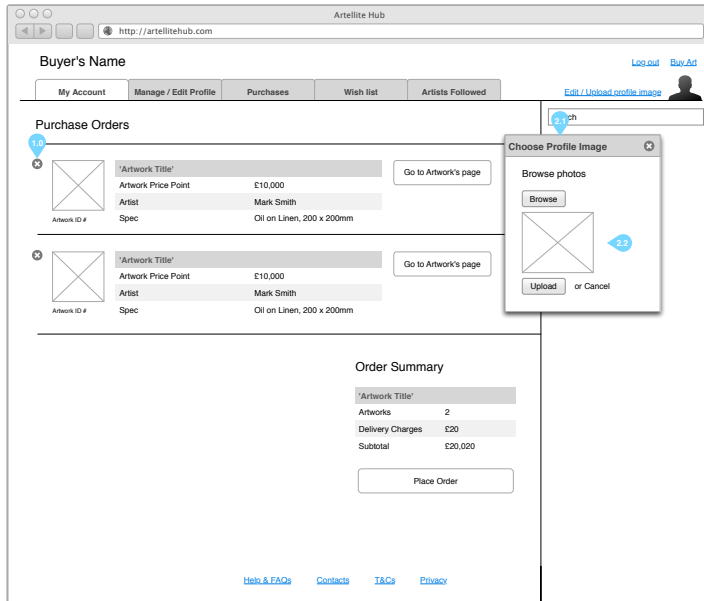 Artellite Hub
http://artellitehub.com
Buyer's Name
Log out Buy Art
My Account Manage / Edit Profile Purchases Wish list Artists Followed
Edit / Upload profile image
2.1
Purchase Orders
1.0
Choose Profile Image
'Artwork Title'
Go to Artwork's page
Browse photos
Artwork Price Point £10,000
Artist Mark Smith
Browse
Artwork ID # Spec Oil on Linen, 200 x 200mm
2.2
'Artwork Title'
Go to Artwork's page
Artwork Price Point £10,000
Artist Mark Smith
Upload or Cancel
Artwork ID # Spec Oil on Linen, 200 x 200mm
Order Summary
'Artwork Title'
Artworks 2
Delivery Charges £20
Subtotal £20,020
Place Order
Help & FAQs Contacts T&Cs Privacy